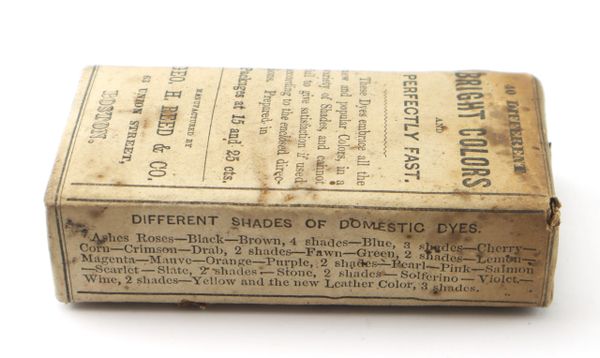 40 DIFFERENT
BRIGHT COLORS
AND
PERFECTLY FAST.
These Dyes embrace all the
new and popular Colors, in a
variety of Shades, and cannot
fail to give satisfaction if used
according to the enclosed direc-
tions. Prepared in
Packages at 15 and 25 cts.
MANUFACTURED BY
GEO. H. REED & CO.
63 UNION STREET,
BOSTON.
DIFFERENT SHADES OF DOMESTIC DYES.
Ashes Roses—Black—Brown, 4 shades—Blue, 3 shades—Cherry—
Corn—Crimson—Drab, 2 shades—Fawn—Green, 2 shades—Lemon,
Magenta—Mauve—Orange—Purple, 2 shades—Pearl—Pink—Salmon
—Scarlet—Slate, 2 shades—Stone, 2 shades—Solferino—Violet—
Wine, 2 shades—Yellow and the new Leather Color, 3 shades.